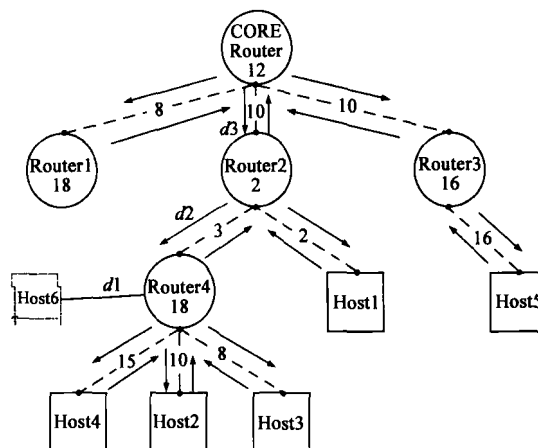 CORE
Router
12
8
10
10
d3
Router1
18
Router2
2
Router3
16
d2
3
2
16
Host6
d1
Router4
18
Host1
Host5
15
10
8
Host4
Host2
Host3